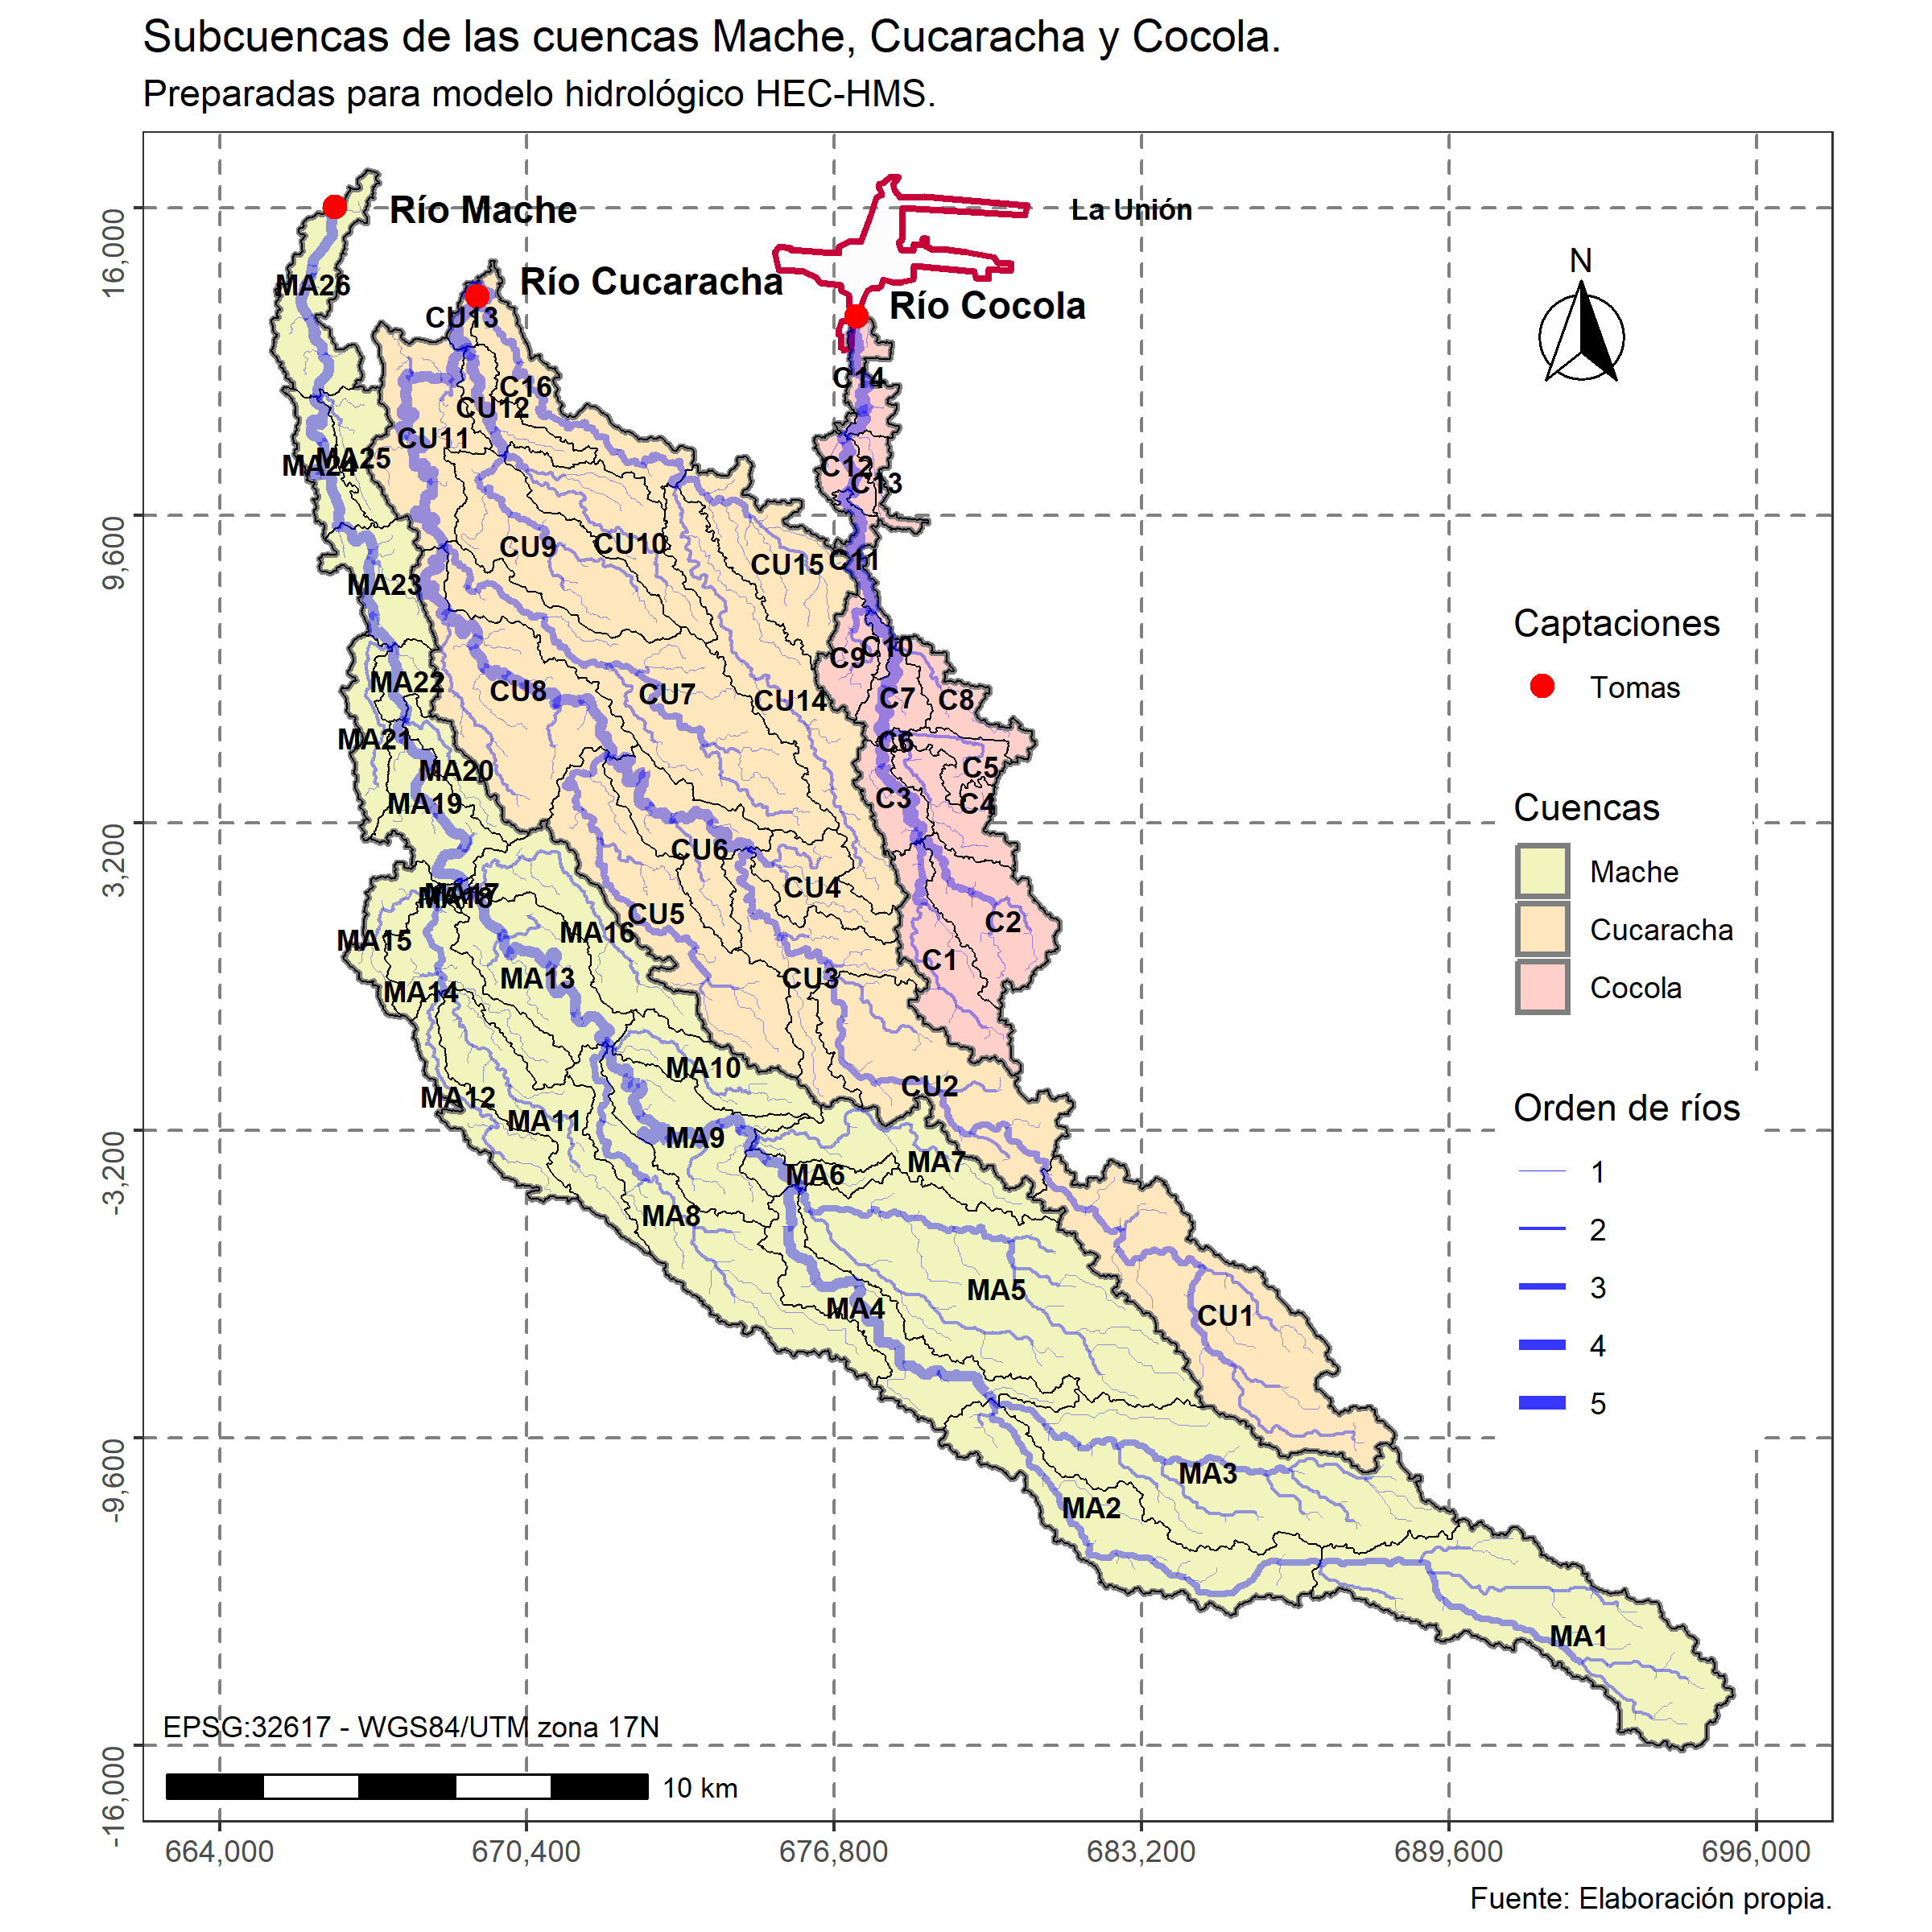 Subcuencas de las cuencas Mache, Cucaracha y Cocola.
Preparadas para modelo hidrológico HEC-HMS.
Río Mache
La Unión
16,000
N
Río Cucaracha
MA26
Río Cocola
CU13
C14
C16
CU12
CU11
MA25
MA24
C12
C13
9,600
CU9
CU10
CU15
C11
MA23
Captaciones
C10
C9
MA22
CU8
CU7
CU14
C7
C8
Tomas
MA21
C6
MA20
C5
MA19
C3
C4
Cuencas
3,200
CU6
Mache
CU4
MA17
MA18
CU5
C2
Cucaracha
MA15
MA16
C1
MA13
CU3
Cocola
MA14
MA10
CU2
MA12
MA11
Orden de ríos
MA9
-3,200
MA7
MA6
1
MA8
2
MA5
3
MA4
CU1
4
5
-9,600
MA3
MA2
MA1
EPSG:32617 - WGS84/UTM zona 17N
-16,000
10 km
664,000
670,400
676,800
683,200
689,600
696,000
Fuente: Elaboración propia.